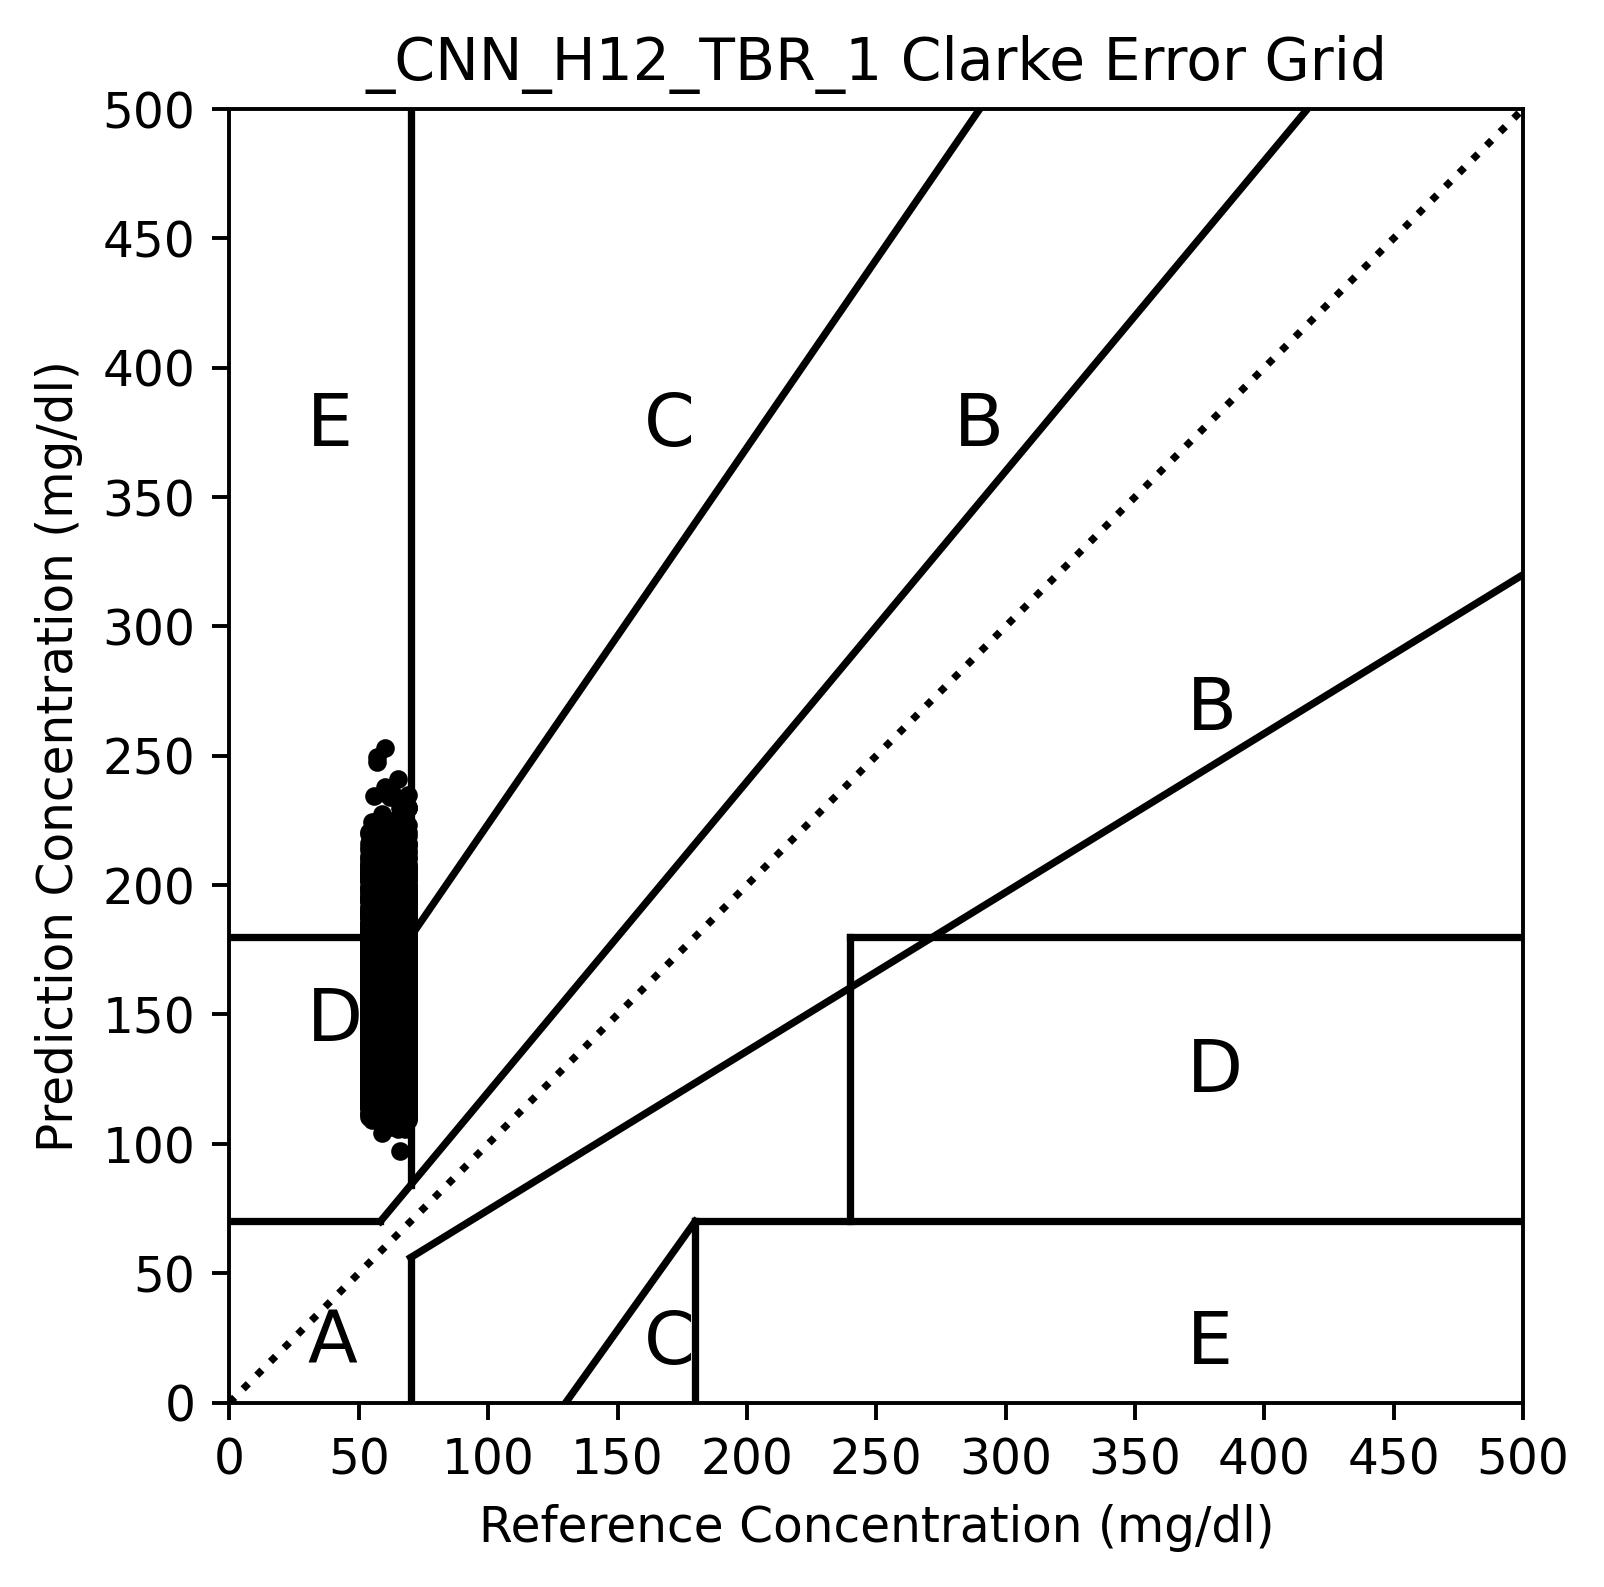 _CNN_H12_TBR_1 Clarke Error Grid
500
450
400
350
300
250
200
150
100
50
0
Prediction Concentration (mg/dl)
E
C
B
B
D
D
A
C
E
0 50 100 150 200 250 300 350 400 450 500
Reference Concentration (mg/dl)